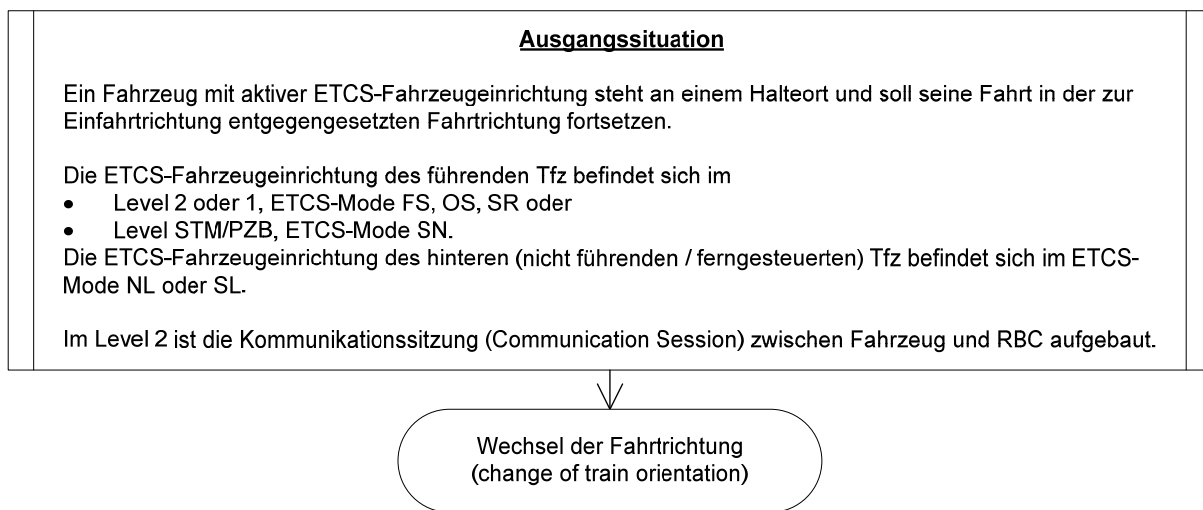 Ausgangssituation
Ein Fahrzeug mit aktiver ETCS-Fahrzeugeinrichtung steht an einem Halteort und soll seine Fahrt in der zur
Einfahrtrichtung entgegengesetzten Fahrtrichtung fortsetzen.
Die ETCS-Fahrzeugeinrichtung des führenden Tfz befindet sich im
• Level 2 oder 1, ETCS-Mode FS, OS, SR oder
• Level STM/PZB, ETCS-Mode SN.
Die ETCS-Fahrzeugeinrichtung des hinteren (nicht führenden / ferngesteuerten) Tfz befindet sich im ETCS-
Mode NL oder SL.
Im Level 2 ist die Kommunikationssitzung (Communication Session) zwischen Fahrzeug und RBC aufgebaut.
Wechsel der Fahrtrichtung
(change of train orientation)